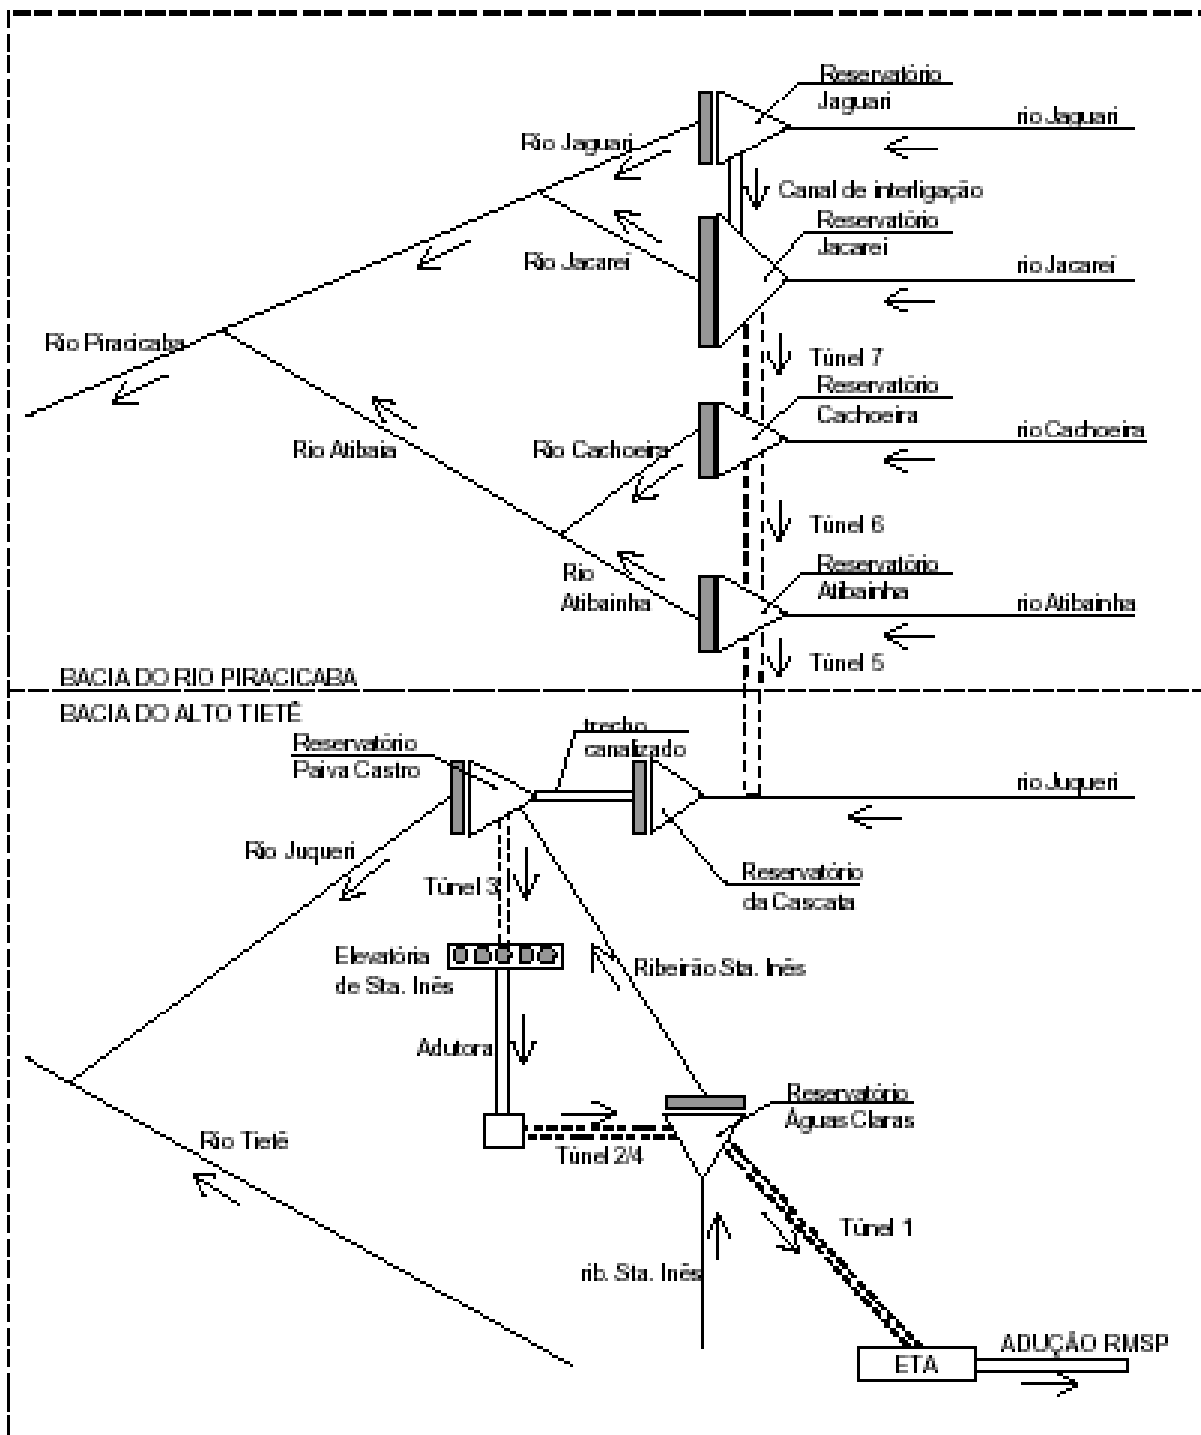 Reservatório
Jaguari
rio Jaguari
Rio Jaguari
Canal de interligação
Reservatório
Jacarei
Rio Jacarei
rio Jacarei
Rio Piracicaba
Túnel 7
Reservatório
Cachoeira
rio Cachoeira
Rio Atibaia
Rio Cachoeira
Túnel 6
Reservatório
Atibainha
Rio
Atibainha
rio Atibainha
Túnel 5
BACIA DO RIO PIRACICABA
BACIA DO ALTO TIETÊ
Reservatório
Paiva Castro
trecho
canalizado
rio Juqueri
Rio Juqueri
Túnel 3
Reservatório
da Cascata
Elevatória
de Sta. Inês
Ribeirão Sta. Inês
Adutora
Reservatório
Águas Claras
Rio Tietê
Túnel 2/4
Túnel 1
rib. Sta. Inês
ETA
ADUÇÃO RMSP